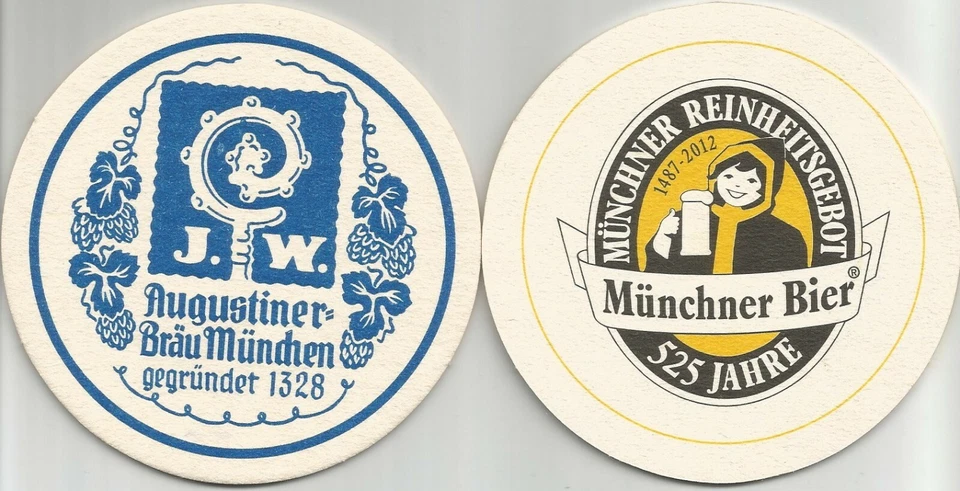 J. W.
Augustiner-
Bräu München
gegründet 1328
MÜNCHNER REINHEITSGEBOT
1487-2012
Münchner Bier®
525 JAHRE